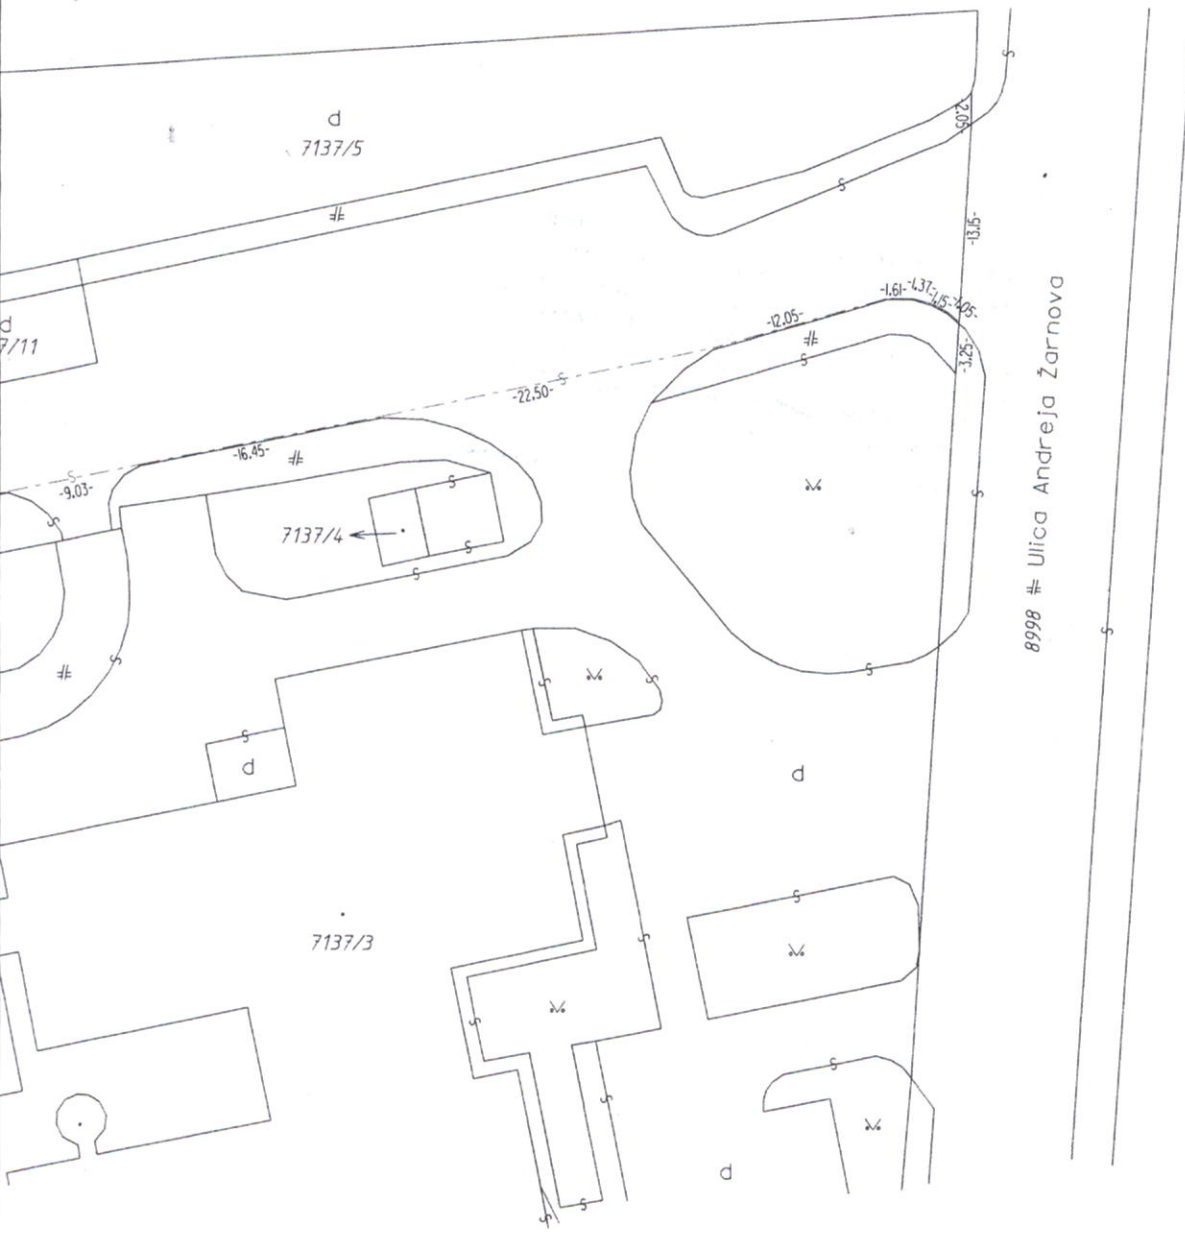 d
7137/5
-2.05-
-13.15-
d
7/11
-1.61-
-1.37-
-1.15-
-1.05-
-12.05-
-3.25-
-22.50-
-16.45-
-9.03-
7137/4
8998 # Ulica Andreja Žarnova
d
d
7137/3
d